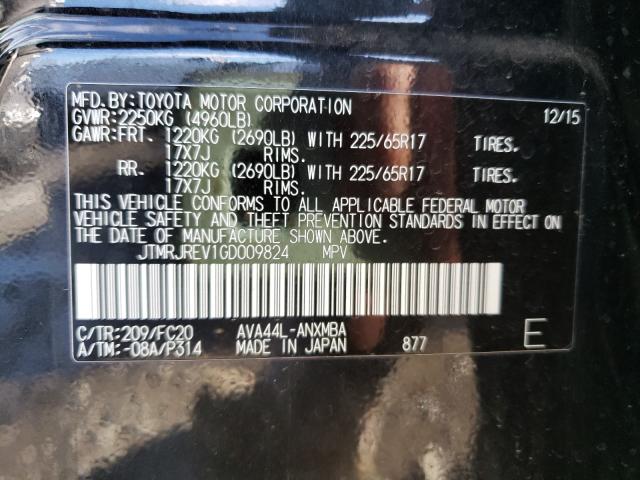 MFD.BY:TOYOTA MOTOR CORPORATION 12/15
GVWR:2250KG (4960LB)
GAWR:FRT. 1220KG (2690LB) WITH 225/65R17 TIRES.
17X7J RIMS.
RR. 1220KG (2690LB) WITH 225/65R17 TIRES.
17X7J RIMS.
THIS VEHICLE CONFORMS TO ALL APPLICABLE FEDERAL MOTOR
VEHICLE SAFETY AND THEFT PREVENTION STANDARDS IN EFFECT ON
THE DATE OF MANUFACTURE SHOWN ABOVE.
JTMRJREV1GD009824 MPV
C/TR:209/FC20 AVA44L-ANXMBA
A/TM:-08A/P314 MADE IN JAPAN 877 E